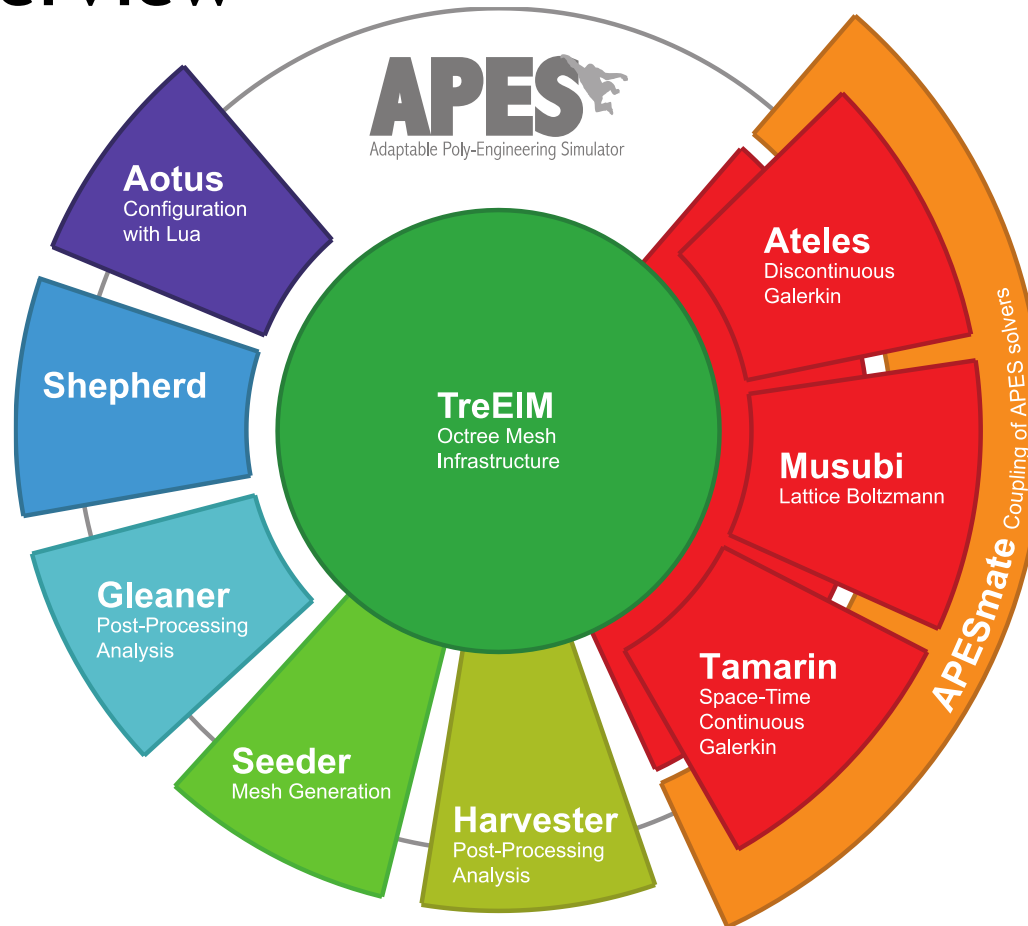 APES
Adaptable Poly-Engineering Simulator
Aotus
Configuration
with Lua
Shepherd
Gleaner
Post-Processing
Analysis
Seeder
Mesh Generation
Harvester
Post-Processing
Analysis
TreElM
Octree Mesh
Infrastructure
Ateles
Discontinuous
Galerkin
Musubi
Lattice Boltzmann
Tamarin
Space-Time
Continuous
Galerkin
APESmate Coupling of APES solvers